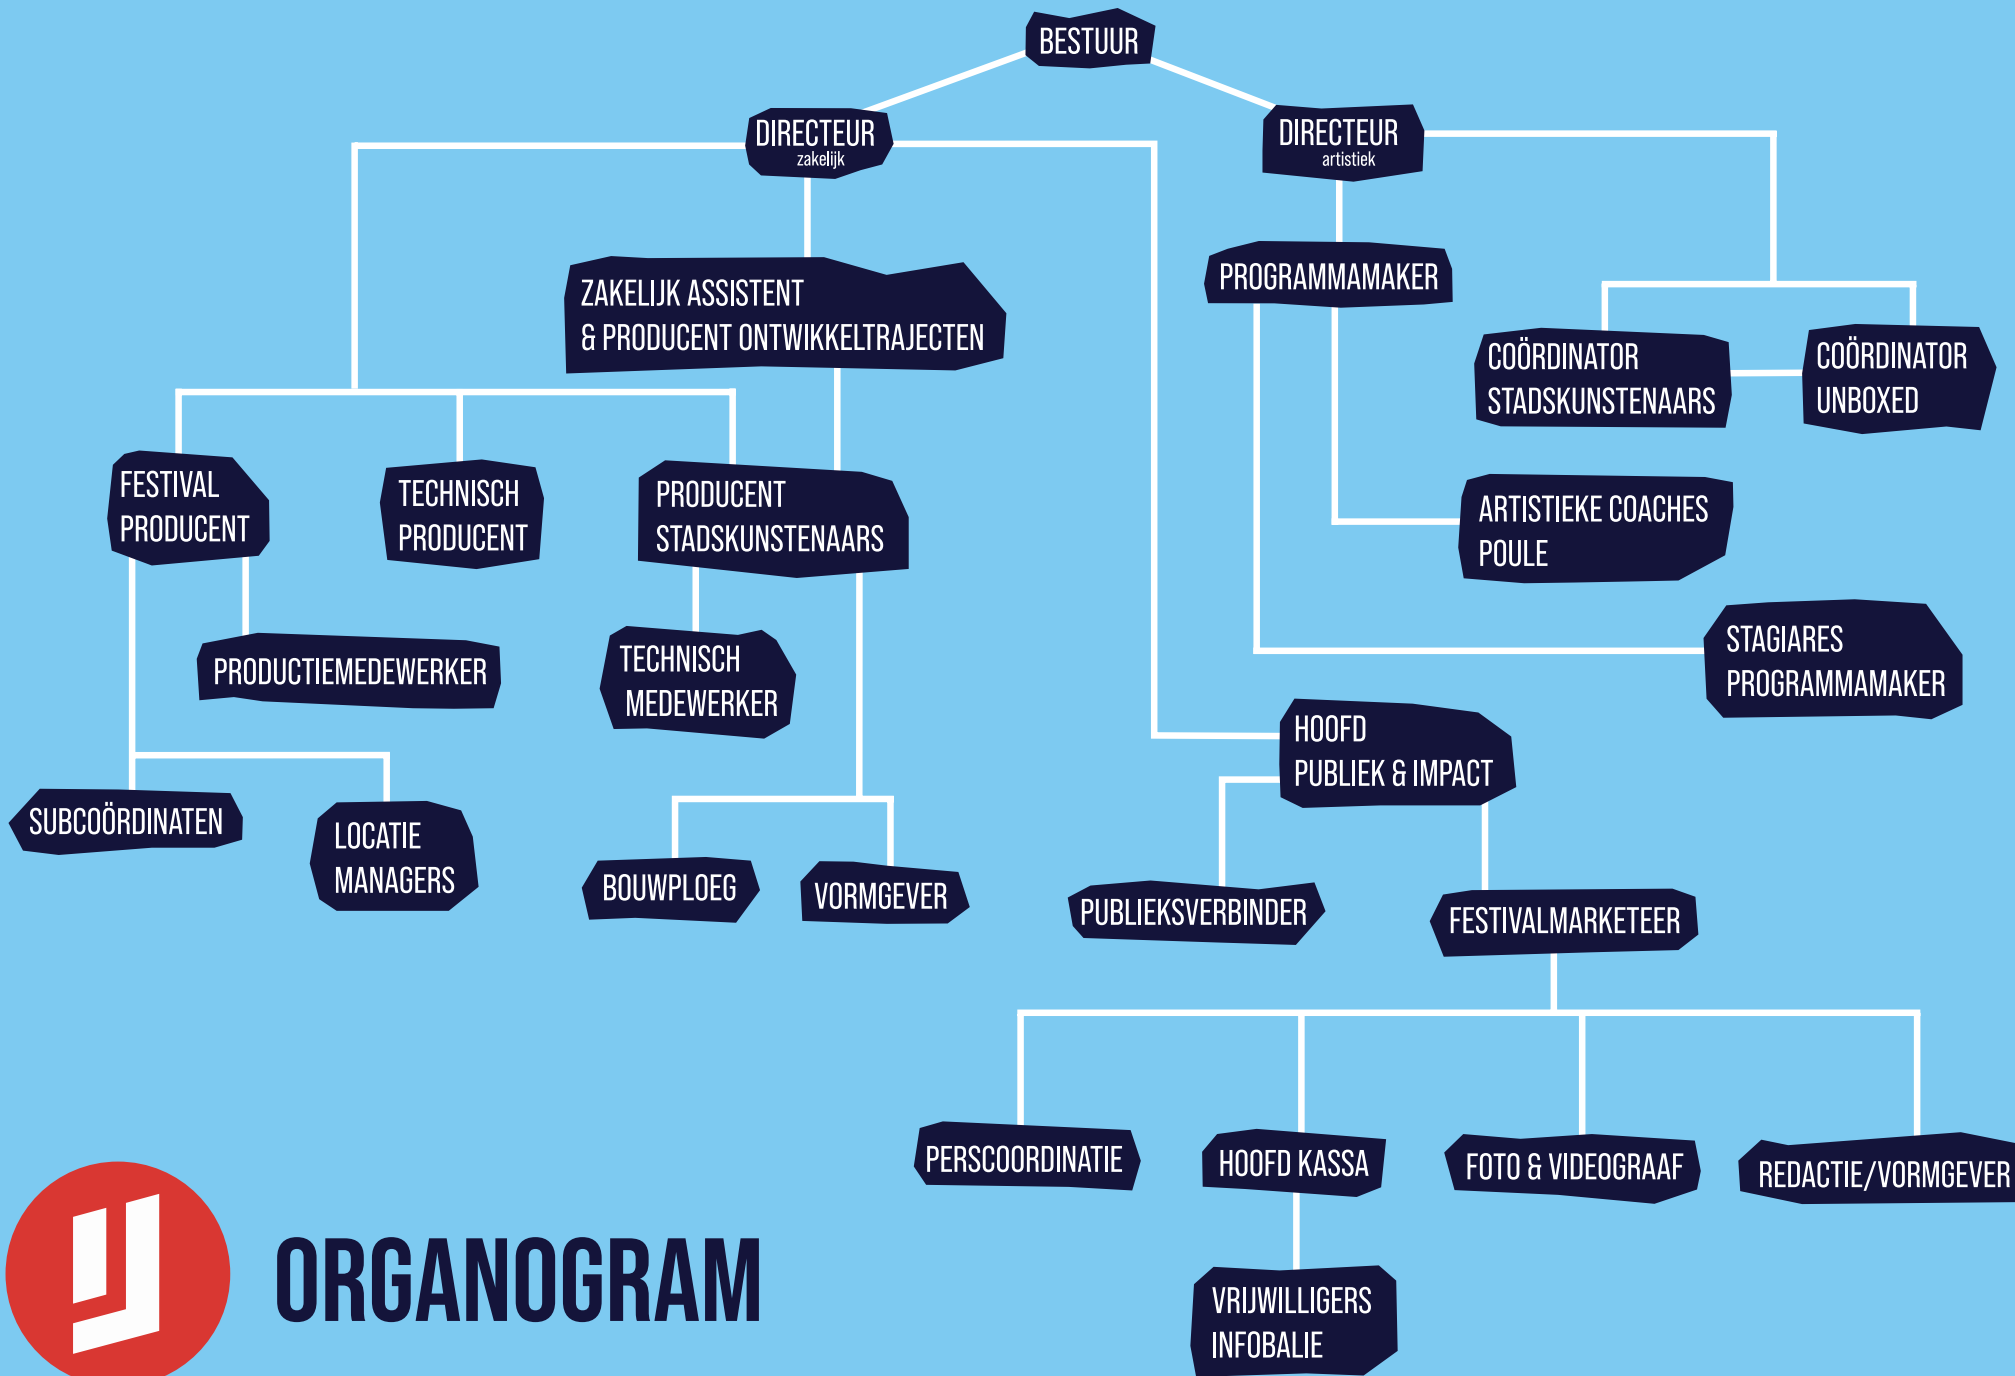 BESTUUR
DIRECTEUR
zakelijk
DIRECTEUR
artistiek
ZAKELIJK ASSISTENT
& PRODUCENT ONTWIKKELTRAJECTEN
PROGRAMMAMAKER
COÖRDINATOR
STADSKUNSTENAARS
COÖRDINATOR
UNBOXED
FESTIVAL
PRODUCENT
TECHNISCH
PRODUCENT
PRODUCENT
STADSKUNSTENAARS
ARTISTIEKE COACHES
POULE
PRODUCTIEMEDEWERKER
TECHNISCH
MEDEWERKER
STAGIARES
PROGRAMMAMAKER
HOOFD
PUBLIEK & IMPACT
SUBCOÖRDINATEN
LOCATIE
MANAGERS
BOUWPLOEG
VORMGEVER
PUBLIEKSVERBINDER
FESTIVALMARKETEER
PERSCOORDINATIE
HOOFD KASSA
FOTO & VIDEOGRAAF
REDACTIE/VORMGEVER
VRIJWILLIGERS
INFOBALIE
IJ
ORGANOGRAM